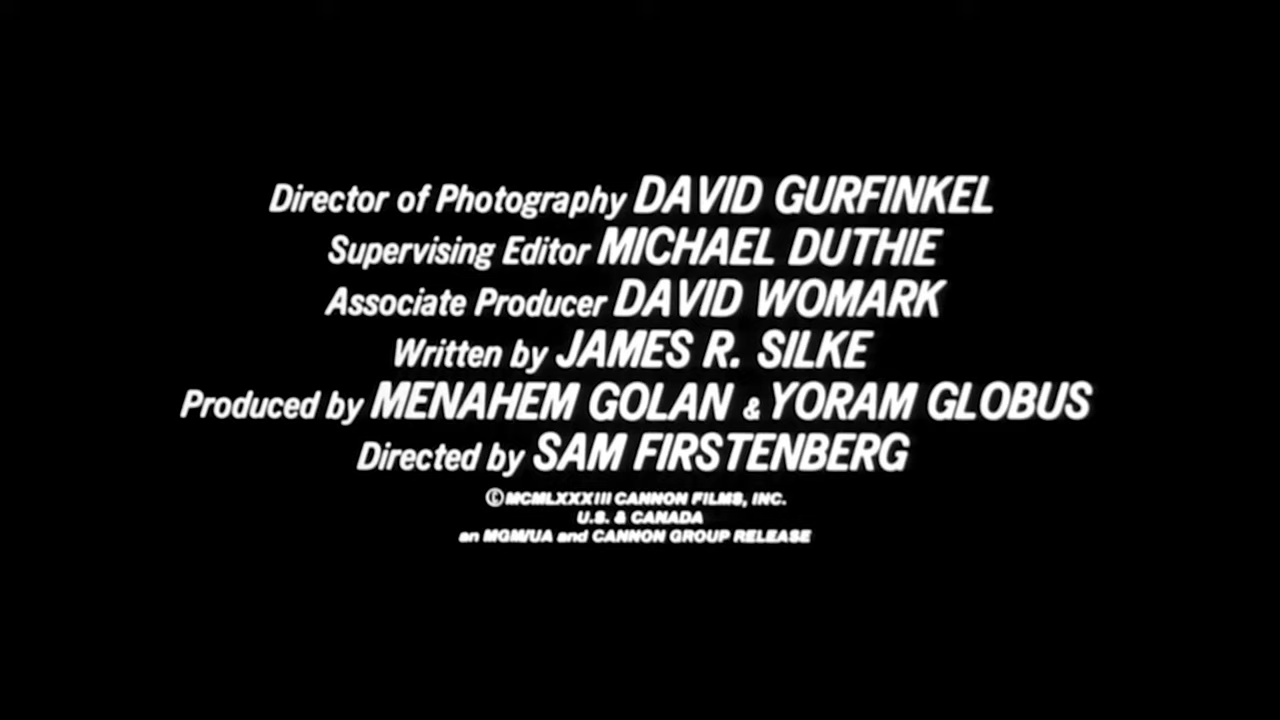 Director of Photography DAVID GURFINKEL
Supervising Editor MICHAEL DUTHIE
Associate Producer DAVID WOMARK
Written by JAMES R. SILKE
Produced by MENAHEM GOLAN & YORAM GLOBUS
Directed by SAM FIRSTENBERG
©MCMLXXXIII CANNON FILMS, INC.
U.S. & CANADA
an MGM/UA and CANNON GROUP RELEASE